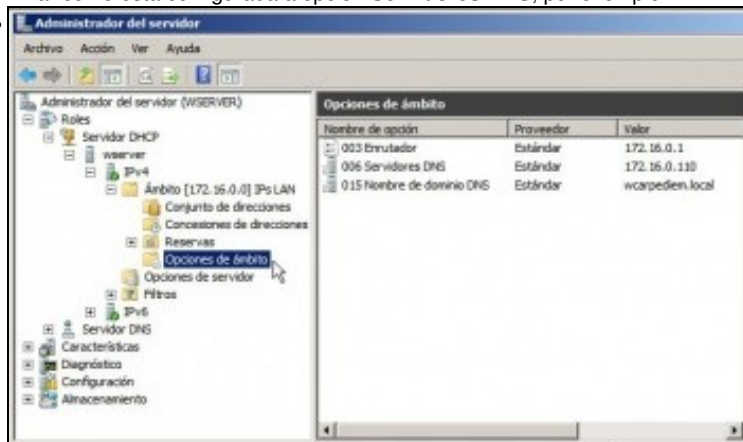 Administrador del servidor
Archivo Acción Ver Ayuda
Administrador del servidor (WSERVER)
Roles
Servidor DHCP
wserver
IPv4
Ámbito [172.16.0.0] IPs LAN
Conjunto de direcciones
Concesiones de direcciones
Reservas
Opciones de ámbito
Opciones de servidor
Filtros
IPv6
Servidor DNS
Características
Diagnóstico
Configuración
Almacenamiento
Opciones de ámbito
Nombre de opción Proveedor Valor
003 Enrutador Estándar 172.16.0.1
006 Servidores DNS Estándar 172.16.0.110
015 Nombre de dominio DNS Estándar wcarpediem.local